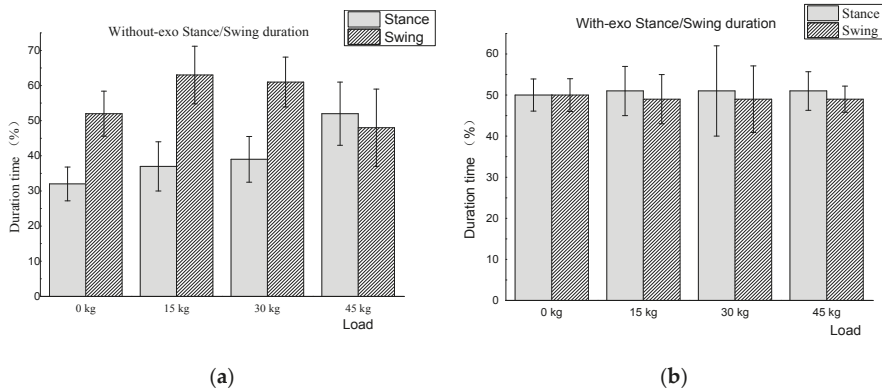 Without-exo Stance/Swing duration
Stance
Swing
Duration time （%）
70
60
50
40
30
20
10
0
0 kg
15 kg
30 kg
45 kg
Load
(a)
With-exo Stance/Swing duration
Stance
Swing
Duration time （%）
60
50
40
30
20
10
0
0 kg
15 kg
30 kg
45 kg
Load
(b)